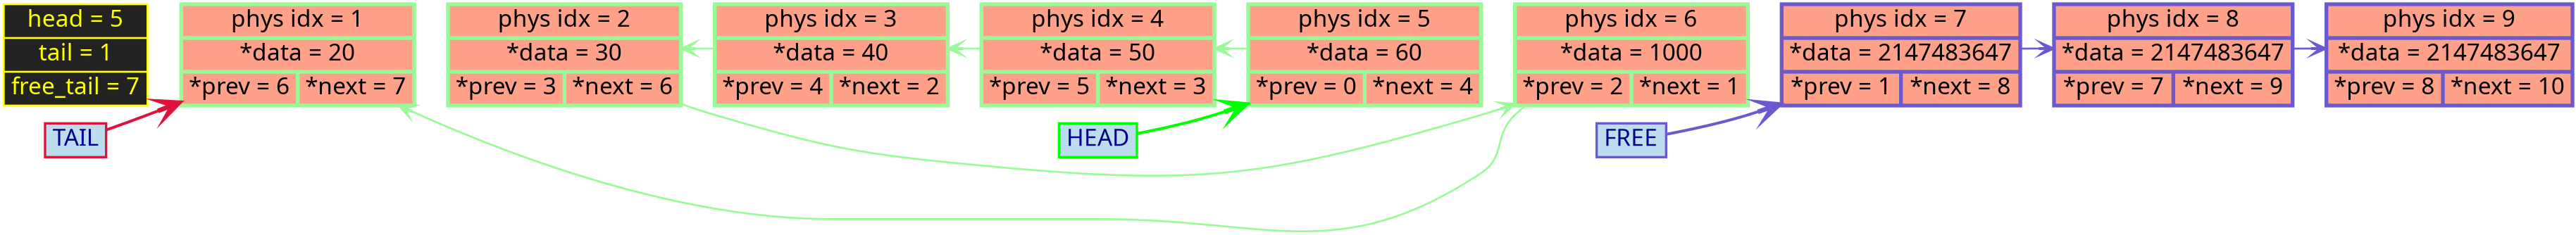 head = 5
tail = 1
free_tail = 7
phys idx = 1
*data = 20
*prev = 6 *next = 7
phys idx = 2
*data = 30
*prev = 3 *next = 6
phys idx = 3
*data = 40
*prev = 4 *next = 2
phys idx = 4
*data = 50
*prev = 5 *next = 3
phys idx = 5
*data = 60
*prev = 0 *next = 4
phys idx = 6
*data = 1000
*prev = 2 *next = 1
phys idx = 7
*data = 2147483647
*prev = 1 *next = 8
phys idx = 8
*data = 2147483647
*prev = 7 *next = 9
phys idx = 9
*data = 2147483647
*prev = 8 *next = 10
TAIL
HEAD
FREE